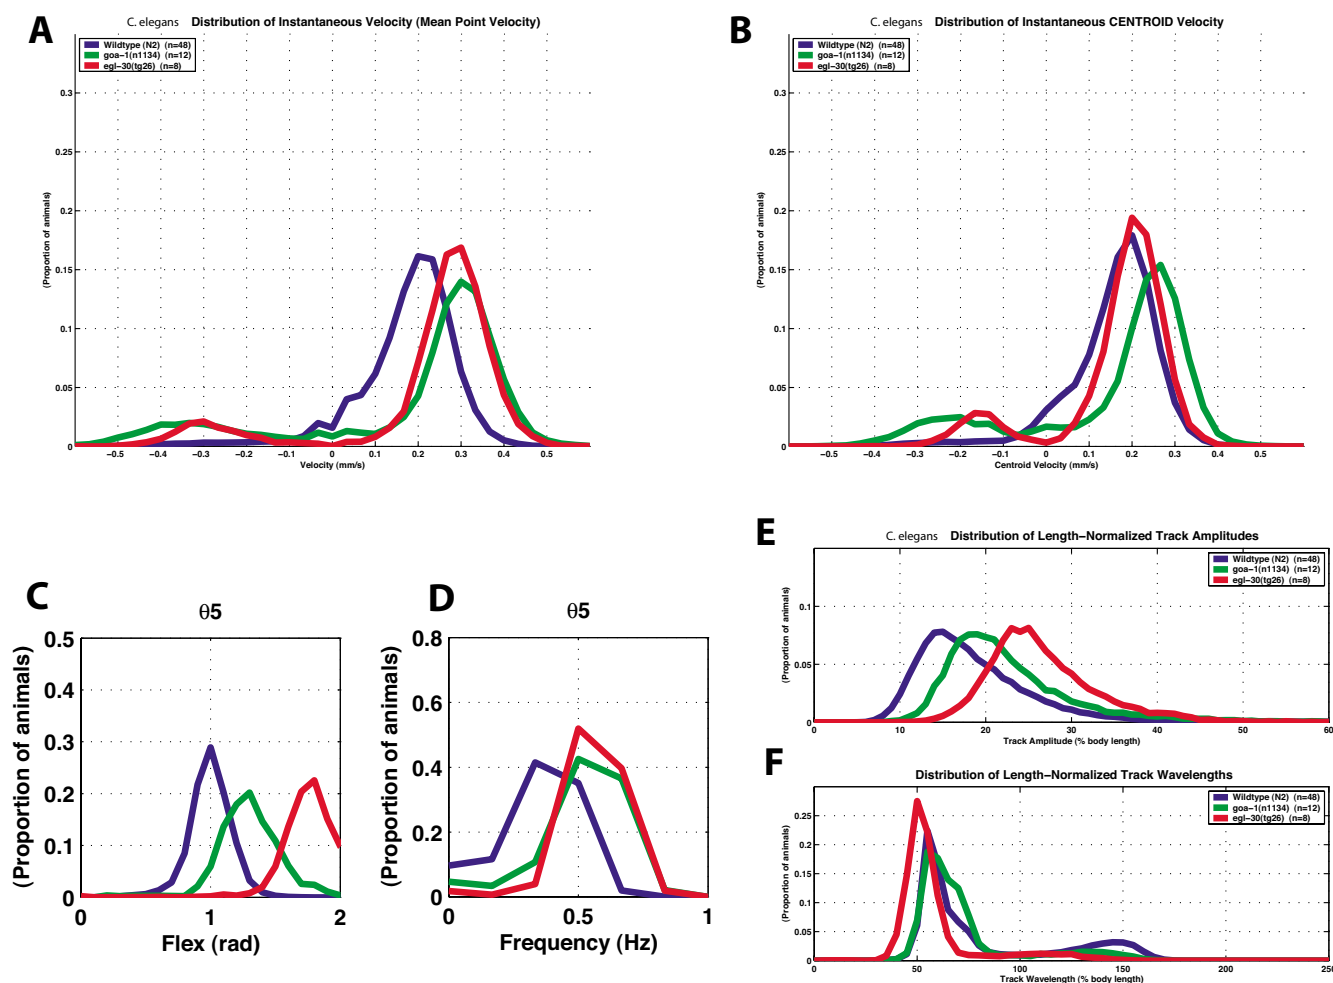 A
C. elegans Distribution of Instantaneous Velocity (Mean Point Velocity)
Wildtype (N2) (n=48)
goa−1(n1134) (n=12)
egl−30(tg26) (n=8)
(Proportion of animals)
0.3
0.25
0.2
0.15
0.1
0.05
0
−0.5 −0.4 −0.3 −0.2 −0.1 0 0.1 0.2 0.3 0.4 0.5
Velocity (mm/s)
B
C. elegans Distribution of Instantaneous CENTROID Velocity
Wildtype (N2) (n=48)
goa−1(n1134) (n=12)
egl−30(tg26) (n=8)
(Proportion of animals)
0.3
0.25
0.2
0.15
0.1
0.05
0
−0.5 −0.4 −0.3 −0.2 −0.1 0 0.1 0.2 0.3 0.4 0.5
Centroid Velocity (mm/s)
C
θ5
(Proportion of animals)
0.5
0.4
0.3
0.2
0.1
0
0 1 2
Flex (rad)
D
θ5
(Proportion of animals)
0.8
0.6
0.4
0.2
0
0 0.5 1
Frequency (Hz)
E
C. elegans Distribution of Length−Normalized Track Amplitudes
Wildtype (N2) (n=48)
goa−1(n1134) (n=12)
egl−30(tg26) (n=8)
(Proportion of animals)
0.1
0.05
0
0 10 20 30 40 50 60
Track Amplitude (% body length)
F
Distribution of Length−Normalized Track Wavelengths
Wildtype (N2) (n=48)
goa−1(n1134) (n=12)
egl−30(tg26) (n=8)
(Proportion of animals)
0.25
0.2
0.15
0.1
0.05
0
0 50 100 150 200 250
Track Wavelength (% body length)